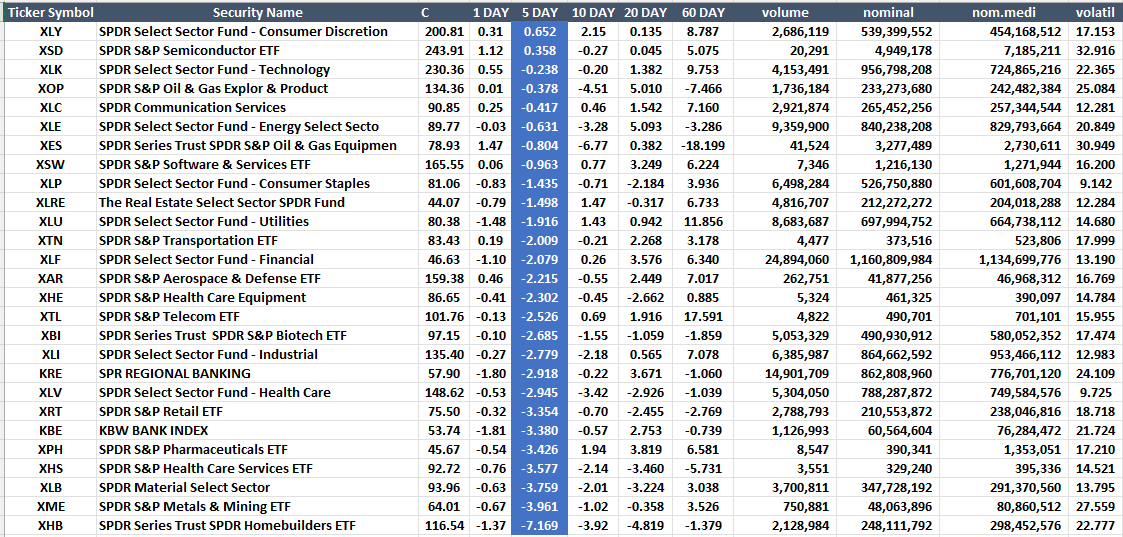 Ticker Symbol Security Name C 1 DAY 5 DAY 10 DAY 20 DAY 60 DAY volume nominal nom.medi volatil
XLY SPDR Select Sector Fund - Consumer Discretion 200.81 0.31 0.652 2.15 0.135 8.787 2,686,119 539,399,552 454,168,512 17.153
XSD SPDR S&P Semiconductor ETF 243.91 1.12 0.358 -0.27 0.045 5.075 20,291 4,949,178 7,185,211 32.916
XLK SPDR Select Sector Fund - Technology 230.36 0.55 -0.238 -0.20 1.382 9.753 4,153,491 956,798,208 724,865,216 22.365
XOP SPDR S&P Oil & Gas Explor & Product 134.36 0.01 -0.378 -4.51 5.010 -7.466 1,736,184 233,273,680 242,482,384 25.084
XLC SPDR Communication Services 90.85 0.25 -0.417 0.46 1.542 7.160 2,921,874 265,452,256 257,344,544 12.281
XLE SPDR Select Sector Fund - Energy Select Secto 89.77 -0.03 -0.631 -3.28 5.093 -3.286 9,359,900 840,238,208 829,793,664 20.849
XES SPDR Series Trust SPDR S&P Oil & Gas Equipmen 78.93 1.47 -0.804 -6.77 0.382 -18.199 41,524 3,277,489 2,730,611 30.949
XSW SPDR S&P Software & Services ETF 165.55 0.06 -0.963 0.77 3.249 6.224 7,346 1,216,130 1,271,944 16.200
XLP SPDR Select Sector Fund - Consumer Staples 81.06 -0.83 -1.435 -0.71 -2.184 3.936 6,498,284 526,750,880 601,608,704 9.142
XLRE The Real Estate Select Sector SPDR Fund 44.07 -0.79 -1.498 1.47 -0.317 6.733 4,816,707 212,272,272 204,018,288 12.284
XLU SPDR Select Sector Fund - Utilities 80.38 -1.48 -1.916 1.43 0.942 11.856 8,683,687 697,994,752 664,738,112 14.680
XTN SPDR S&P Transportation ETF 83.43 0.19 -2.009 -0.21 2.268 3.178 4,477 373,516 523,806 17.999
XLF SPDR Select Sector Fund - Financial 46.63 -1.10 -2.079 0.26 3.576 6.340 24,894,060 1,160,809,984 1,134,699,776 13.190
XAR SPDR S&P Aerospace & Defense ETF 159.38 0.46 -2.215 -0.55 2.449 7.017 262,751 41,877,256 46,968,312 16.769
XHE SPDR S&P Health Care Equipment 86.65 -0.41 -2.302 -0.45 -2.662 0.885 5,324 461,325 390,097 14.784
XTL SPDR S&P Telecom ETF 101.76 -0.13 -2.526 0.69 1.916 17.591 4,822 490,701 701,101 15.955
XBI SPDR Series Trust SPDR S&P Biotech ETF 97.15 -0.10 -2.685 -1.55 -1.059 -1.859 5,053,329 490,930,912 580,052,352 17.474
XLI SPDR Select Sector Fund - Industrial 135.40 -0.27 -2.779 -2.18 0.565 7.078 6,385,987 864,662,592 953,466,112 12.983
KRE SPR REGIONAL BANKING 57.90 -1.80 -2.918 -0.22 3.671 -1.060 14,901,709 862,808,960 776,701,120 24.109
XLV SPDR Select Sector Fund - Health Care 148.62 -0.53 -2.945 -3.42 -2.926 -1.039 5,304,050 788,287,872 749,584,576 9.725
XRT SPDR S&P Retail ETF 75.50 -0.32 -3.354 -0.70 -2.455 -2.769 2,788,793 210,553,872 238,046,816 18.718
KBE KBW BANK INDEX 53.74 -1.81 -3.380 -0.57 2.753 -0.739 1,126,993 60,564,604 76,284,472 21.724
XPH SPDR S&P Pharmaceuticals ETF 45.67 -0.54 -3.426 1.94 3.819 6.581 8,547 390,341 1,353,051 17.210
XHS SPDR S&P Health Care Services ETF 92.72 -0.76 -3.577 -2.14 -3.460 -5.731 3,551 329,240 395,336 14.521
XLB SPDR Material Select Sector 93.96 -0.63 -3.759 -2.01 -3.224 3.038 3,700,811 347,728,192 291,370,560 13.795
XME SPDR S&P Metals & Mining ETF 64.01 -0.67 -3.961 -1.02 -0.358 3.526 750,881 48,063,896 80,860,512 27.559
XHB SPDR Series Trust SPDR Homebuilders ETF 116.54 -1.37 -7.169 -3.92 -4.819 -1.379 2,128,984 248,111,792 298,452,576 22.777